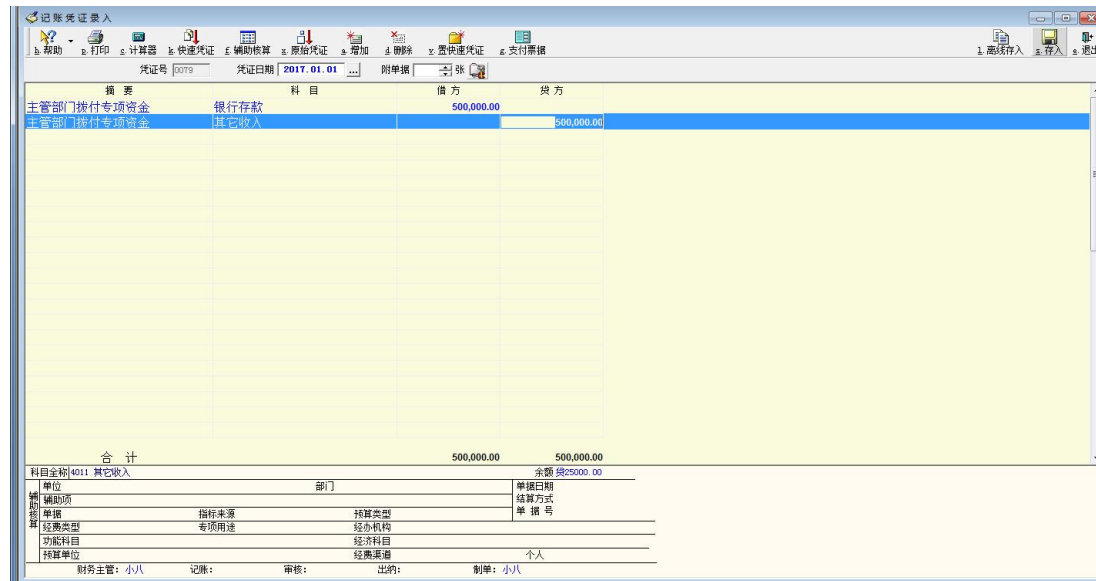 记账凭证录入
h.帮助 p.打印 c.计算器 k.快速凭证 f.辅助核算 z.原始凭证 a.增加 d.删除 y.置快速凭证 g.支付票据 l.离线存入 s.存入 e.退出
凭证号 0079 凭证日期 2017.01.01 ... 附单据 张
摘要 科目 借方 贷方
主管部门拨付专项资金 银行存款 500,000.00
主管部门拨付专项资金 其它收入 500,000.00
合计 500,000.00 500,000.00
科目全称 4011 其它收入 余额 贷25000.00
辅助核算
单位 部门 单据日期
辅助项 结算方式
单据 指标来源 预算类型 单据号
经费类型 专项用途 经办机构
功能科目 经济科目
预算单位 经费渠道 个人
财务主管：小八 记账： 审核： 出纳： 制单：小八